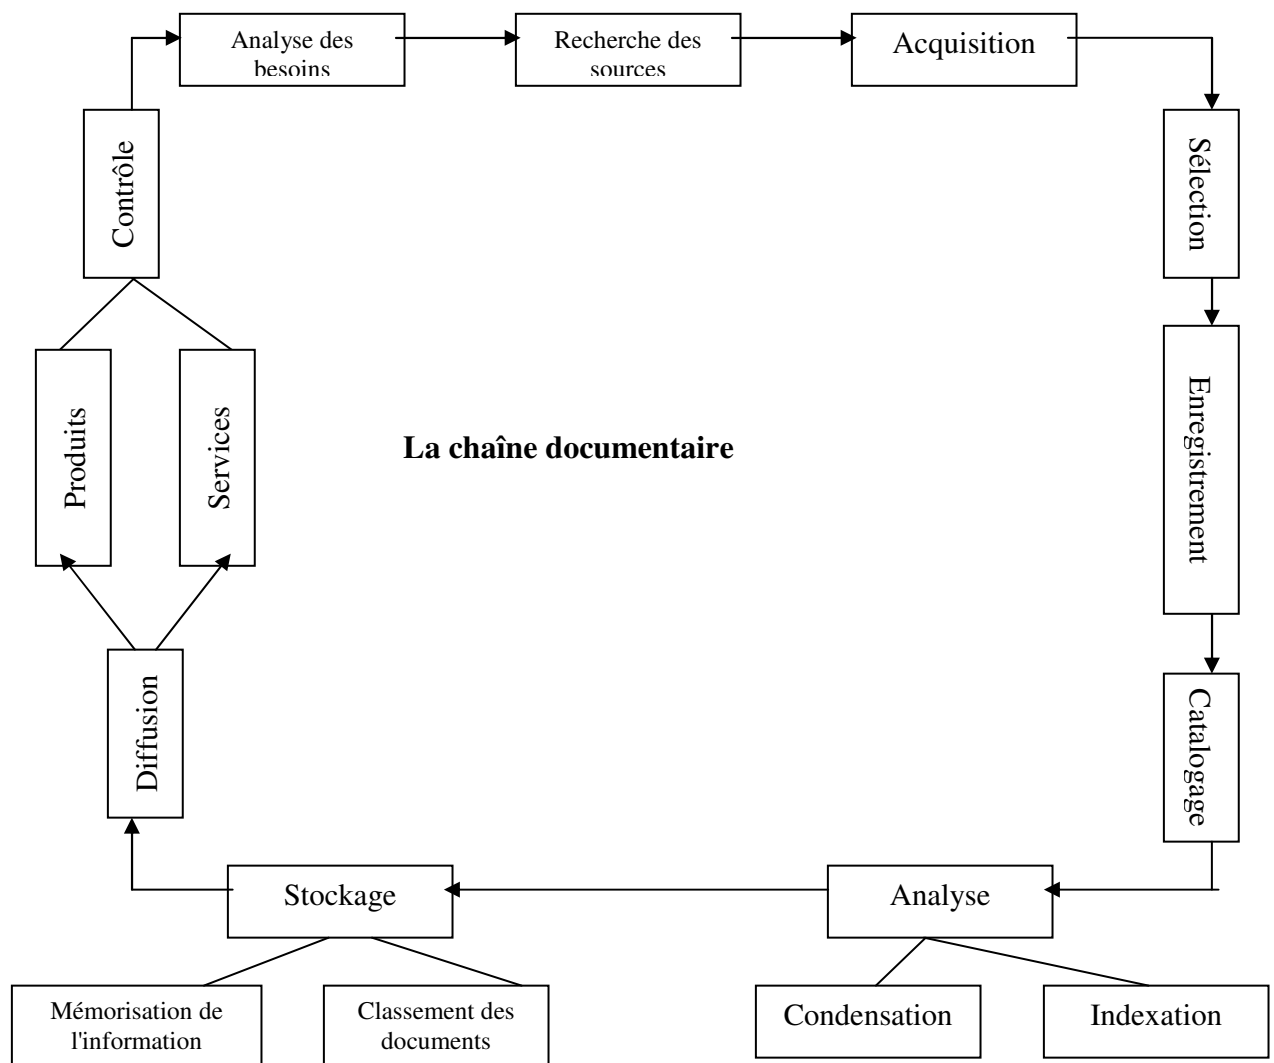 Analyse des
besoins
Recherche des
sources
Acquisition
Sélection
Enregistrement
Catalogage
Analyse
Condensation
Indexation
Stockage
Mémorisation de
l'information
Classement des
documents
Diffusion
Produits
Services
Contrôle
La chaîne documentaire